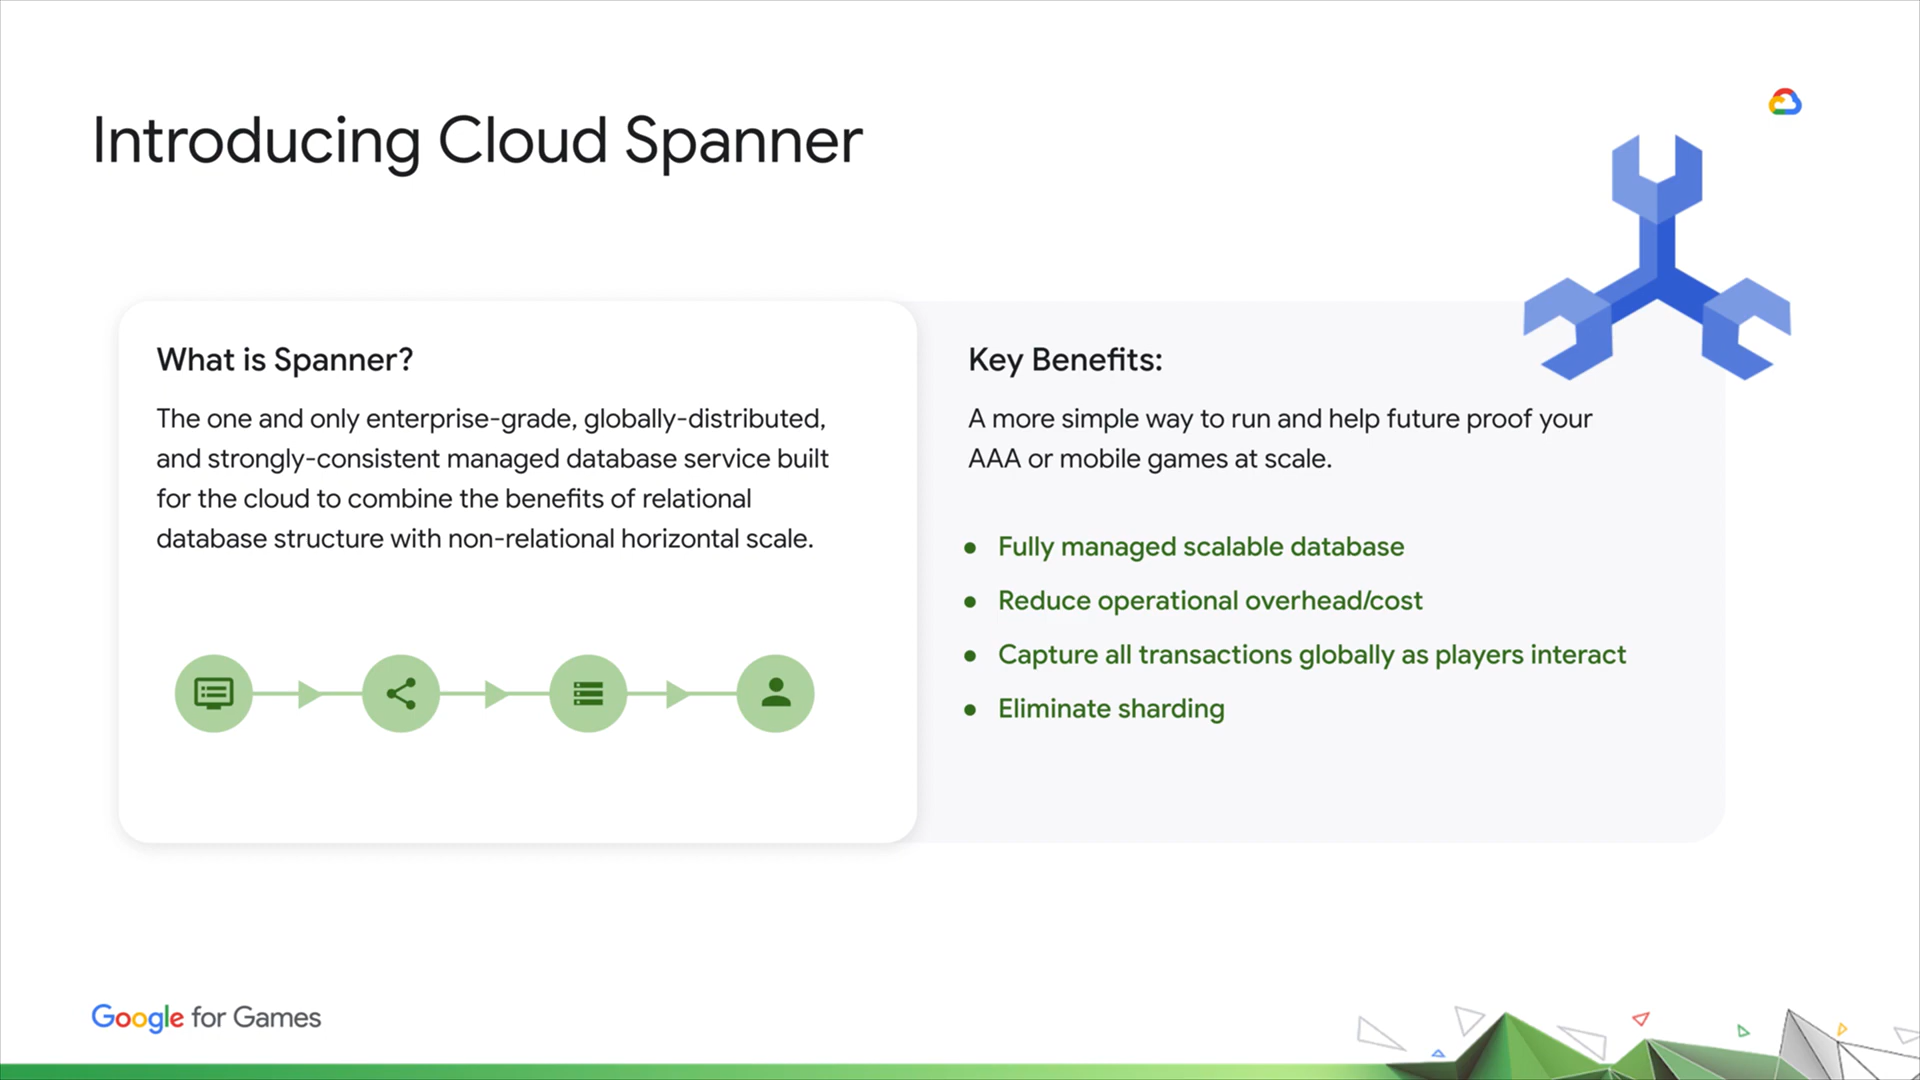 Introducing Cloud Spanner
What is Spanner?
The one and only enterprise-grade, globally-distributed,
and strongly-consistent managed database service built
for the cloud to combine the benefits of relational
database structure with non-relational horizontal scale.
Key Benefits:
A more simple way to run and help future proof your
AAA or mobile games at scale.
● Fully managed scalable database
● Reduce operational overhead/cost
● Capture all transactions globally as players interact
● Eliminate sharding
Google for Games